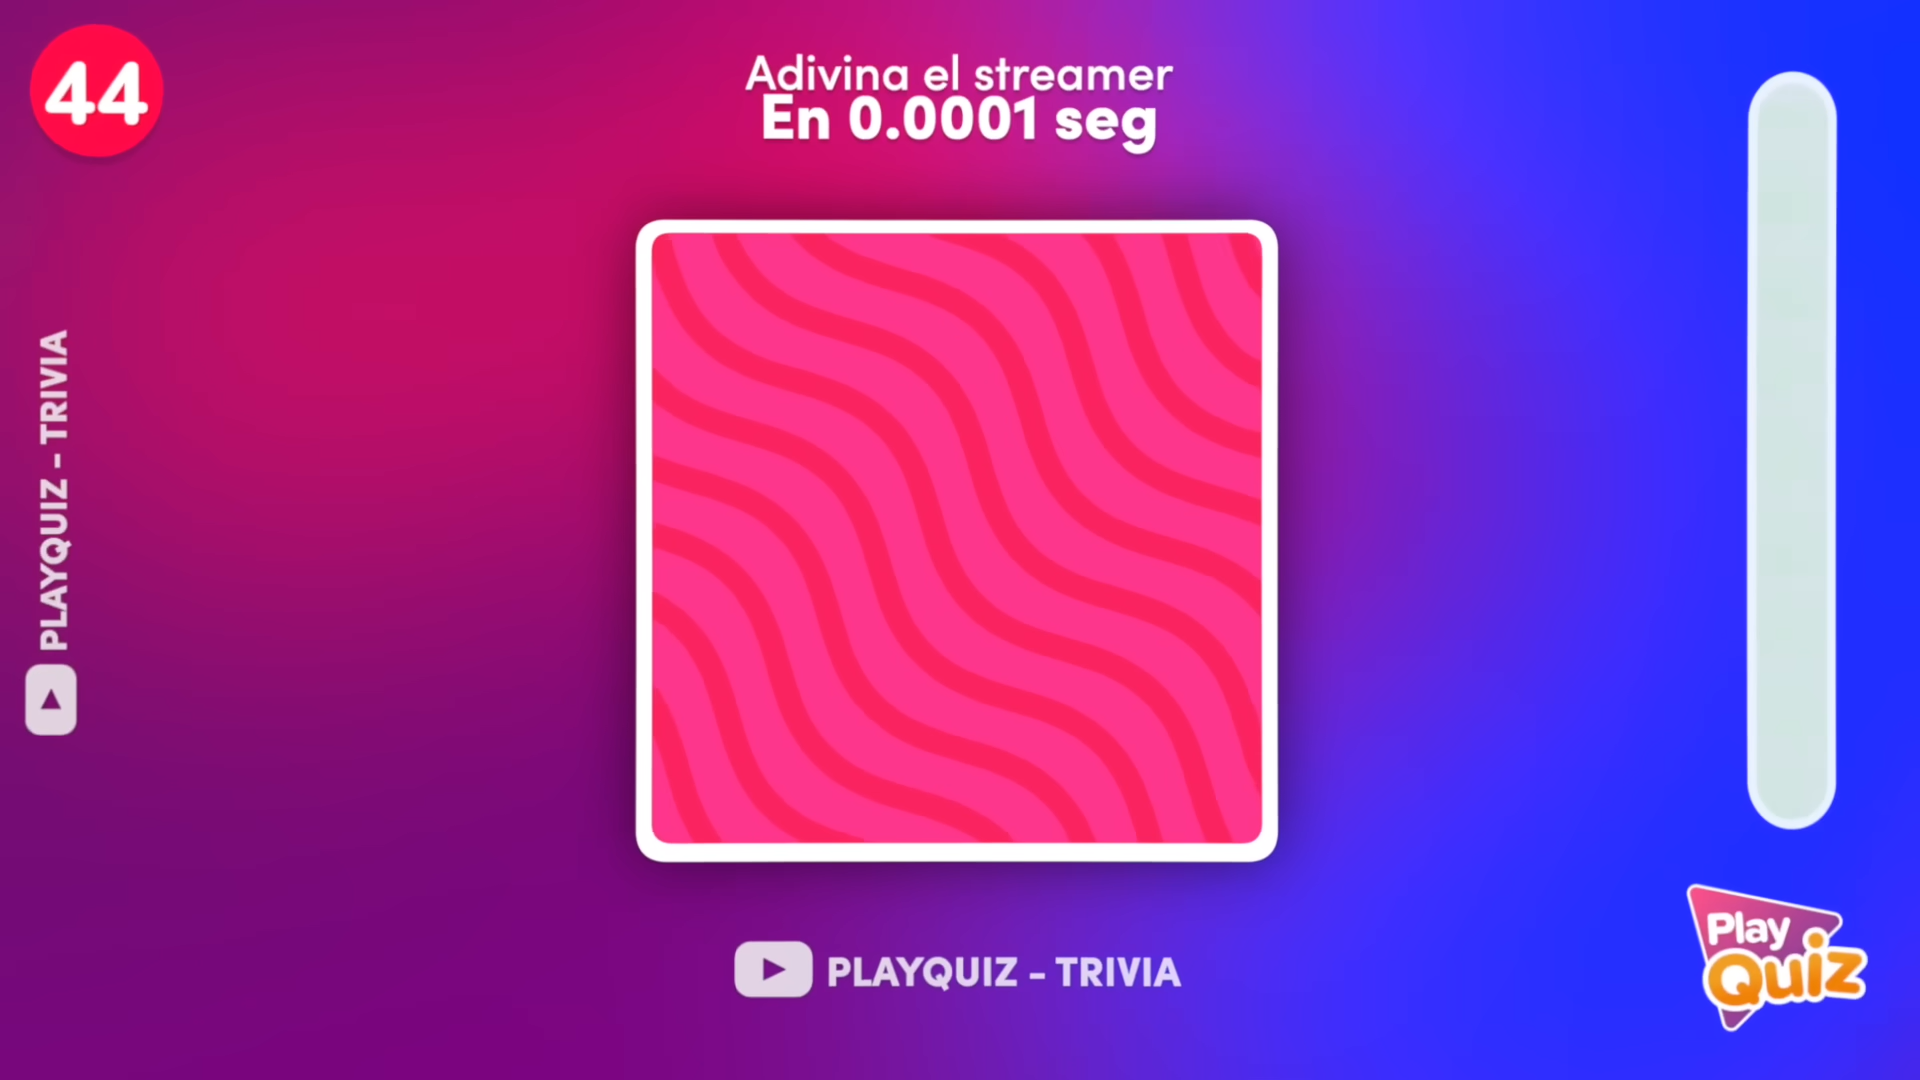 44
Adivina el streamer
En 0.0001 seg
PLAYQUIZ - TRIVIA
PLAYQUIZ - TRIVIA
Play
Quiz